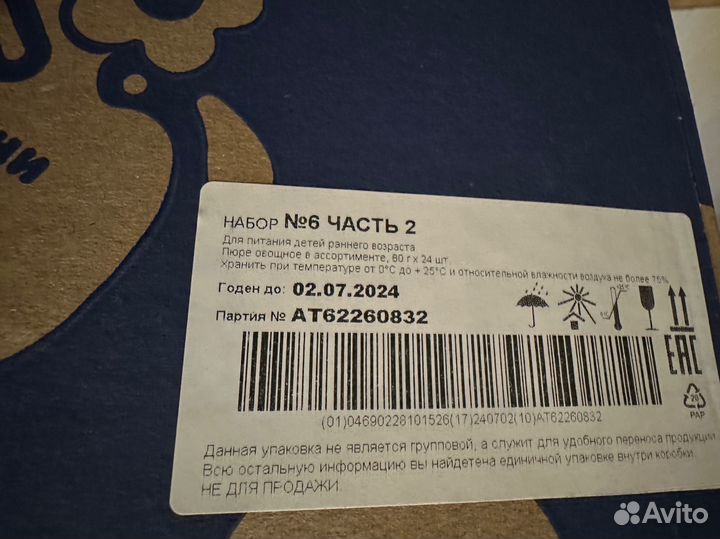 НАБОР №6 ЧАСТЬ 2
Для питания детей раннего возраста
Пюре овощное в ассортименте, 80 г х 24 шт.
Хранить при температуре от 0°С до + 25°С и относительной влажности воздуха не более 75%
Годен до: 02.07.2024
Партия № АТ62260832
EAC
(01)04690228101526(17)240702(10)AT62260832
20
PAP
Данная упаковка не является групповой, а служит для удобного переноса продукции
Всю остальную информацию вы найдетена единичной упаковке внутри коробки.
НЕ ДЛЯ ПРОДАЖИ.
Avito